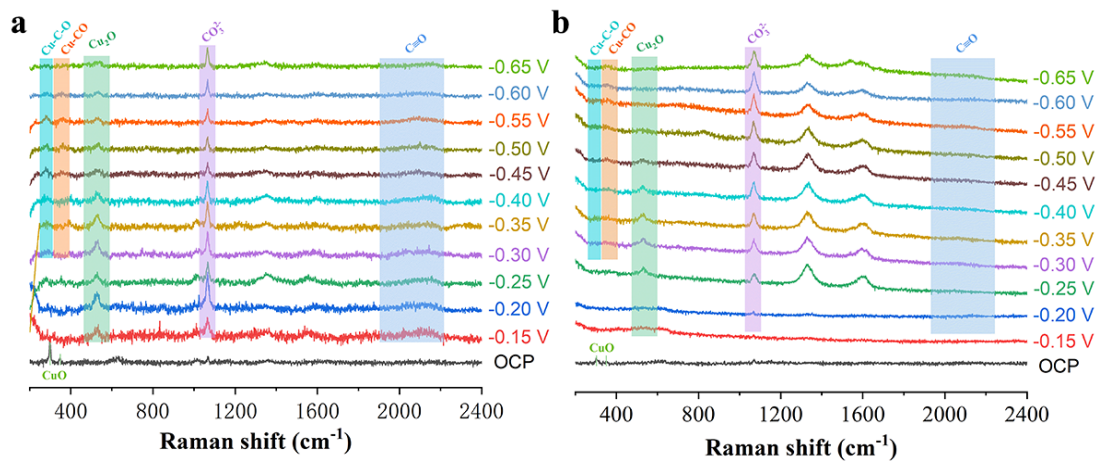 a
Cu-C-O
Cu-CO
Cu₂O
CO₃²⁻
C≡O
-0.65 V
-0.60 V
-0.55 V
-0.50 V
-0.45 V
-0.40 V
-0.35 V
-0.30 V
-0.25 V
-0.20 V
-0.15 V
OCP
CuO
400 800 1200 1600 2000 2400
Raman shift (cm⁻¹)
b
Cu-C-O
Cu-CO
Cu₂O
CO₃²⁻
C≡O
-0.65 V
-0.60 V
-0.55 V
-0.50 V
-0.45 V
-0.40 V
-0.35 V
-0.30 V
-0.25 V
-0.20 V
-0.15 V
OCP
CuO
400 800 1200 1600 2000 2400
Raman shift (cm⁻¹)